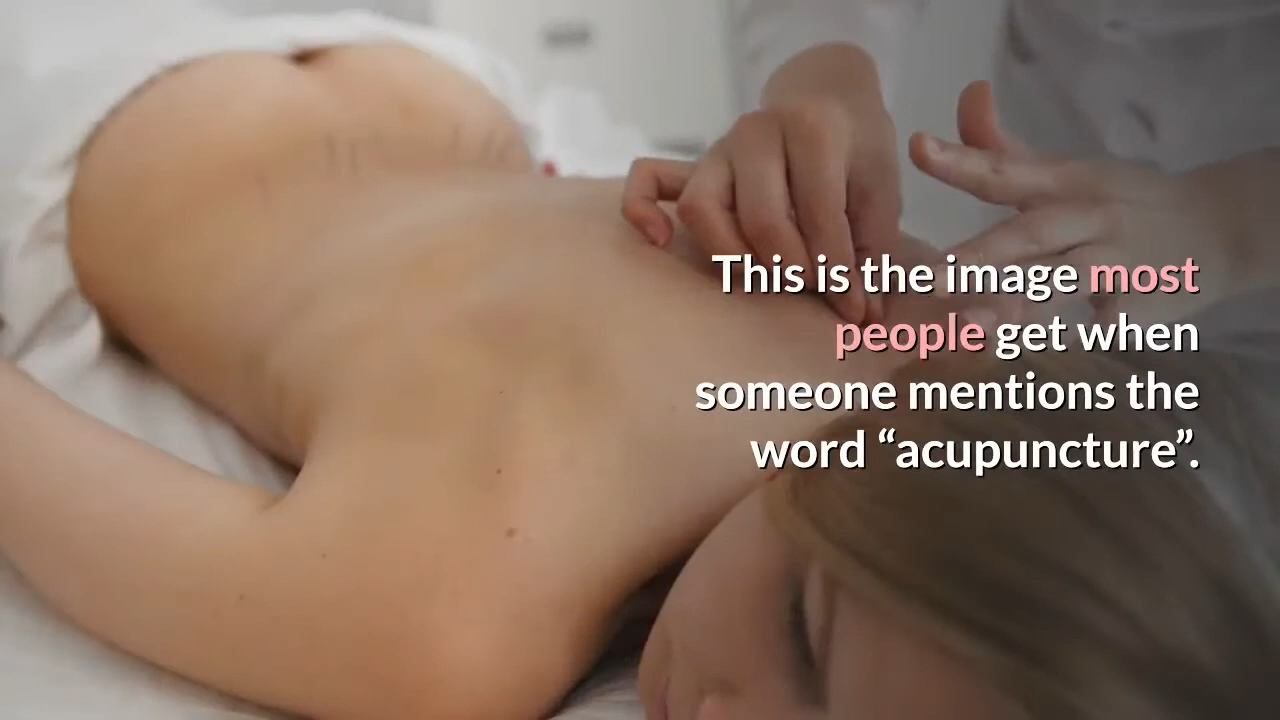 This is the image most
people get when
someone mentions the
word “acupuncture”.